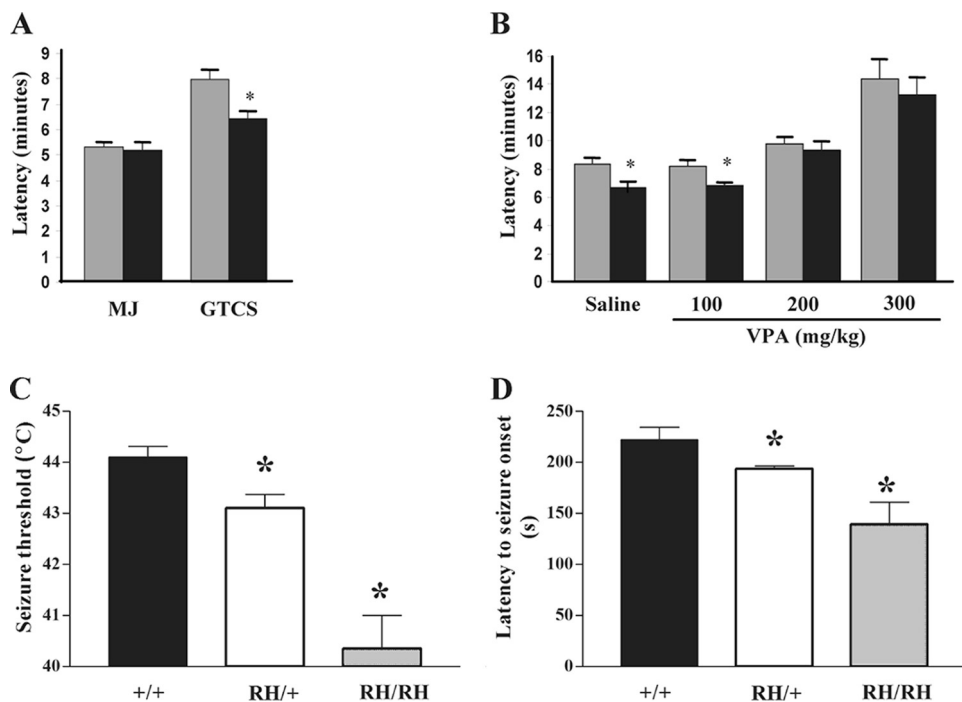 A
Latency (minutes)
9
8
7
6
5
4
3
2
1
0
*
MJ GTCS
B
Latency (minutes)
16
14
12
10
8
6
4
2
0
* *
Saline 100 200 300
VPA (mg/kg)
C
Seizure threshold (°C)
45
44
43
42
41
40
*
*
+/+ RH/+ RH/RH
D
Latency to seizure onset
(s)
250
200
150
100
50
0
*
*
+/+ RH/+ RH/RH